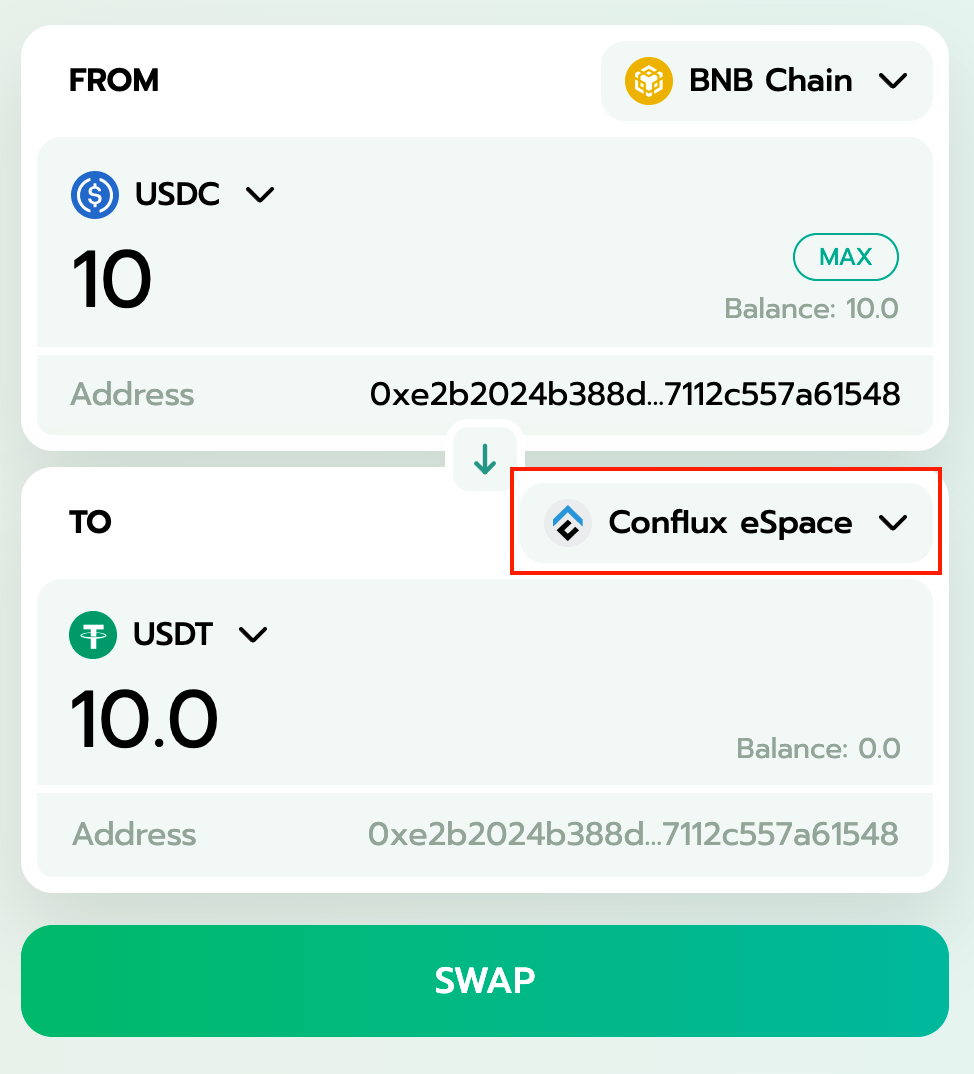 FROM
BNB Chain
USDC
10
MAX
Balance: 10.0
Address
0xe2b2024b388d...7112c557a61548
TO
Conflux eSpace
USDT
10.0
Balance: 0.0
Address
0xe2b2024b388d...7112c557a61548
SWAP